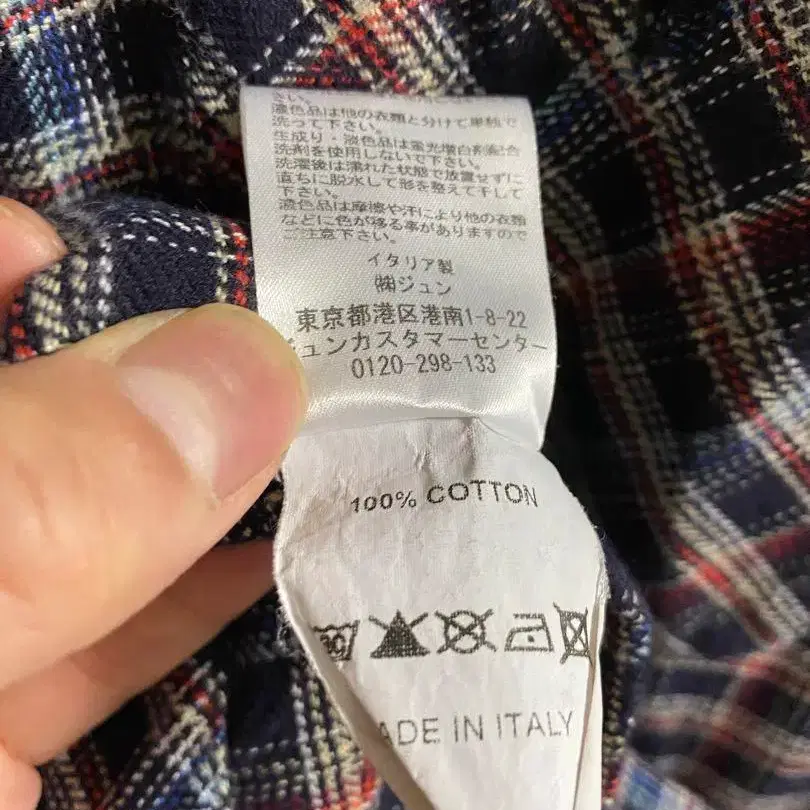 さい。
濃色品は他の衣類と分けて単独で
洗って下さい。
生成り・淡色品は蛍光増白剤配合
洗剤を使用しないで下さい。
洗濯後は濡れた状態で放置せずに
直ちに脱水して形を整えて干して
下さい。
濃色品は摩擦や汗により他の衣類
などに色が移る事がありますので
ご注意下さい。
イタリア製
㈱ジュン
東京都港区港南1-8-22
ジュンカスタマーセンター
0120-298-133
100% COTTON
30
ADE IN ITALY